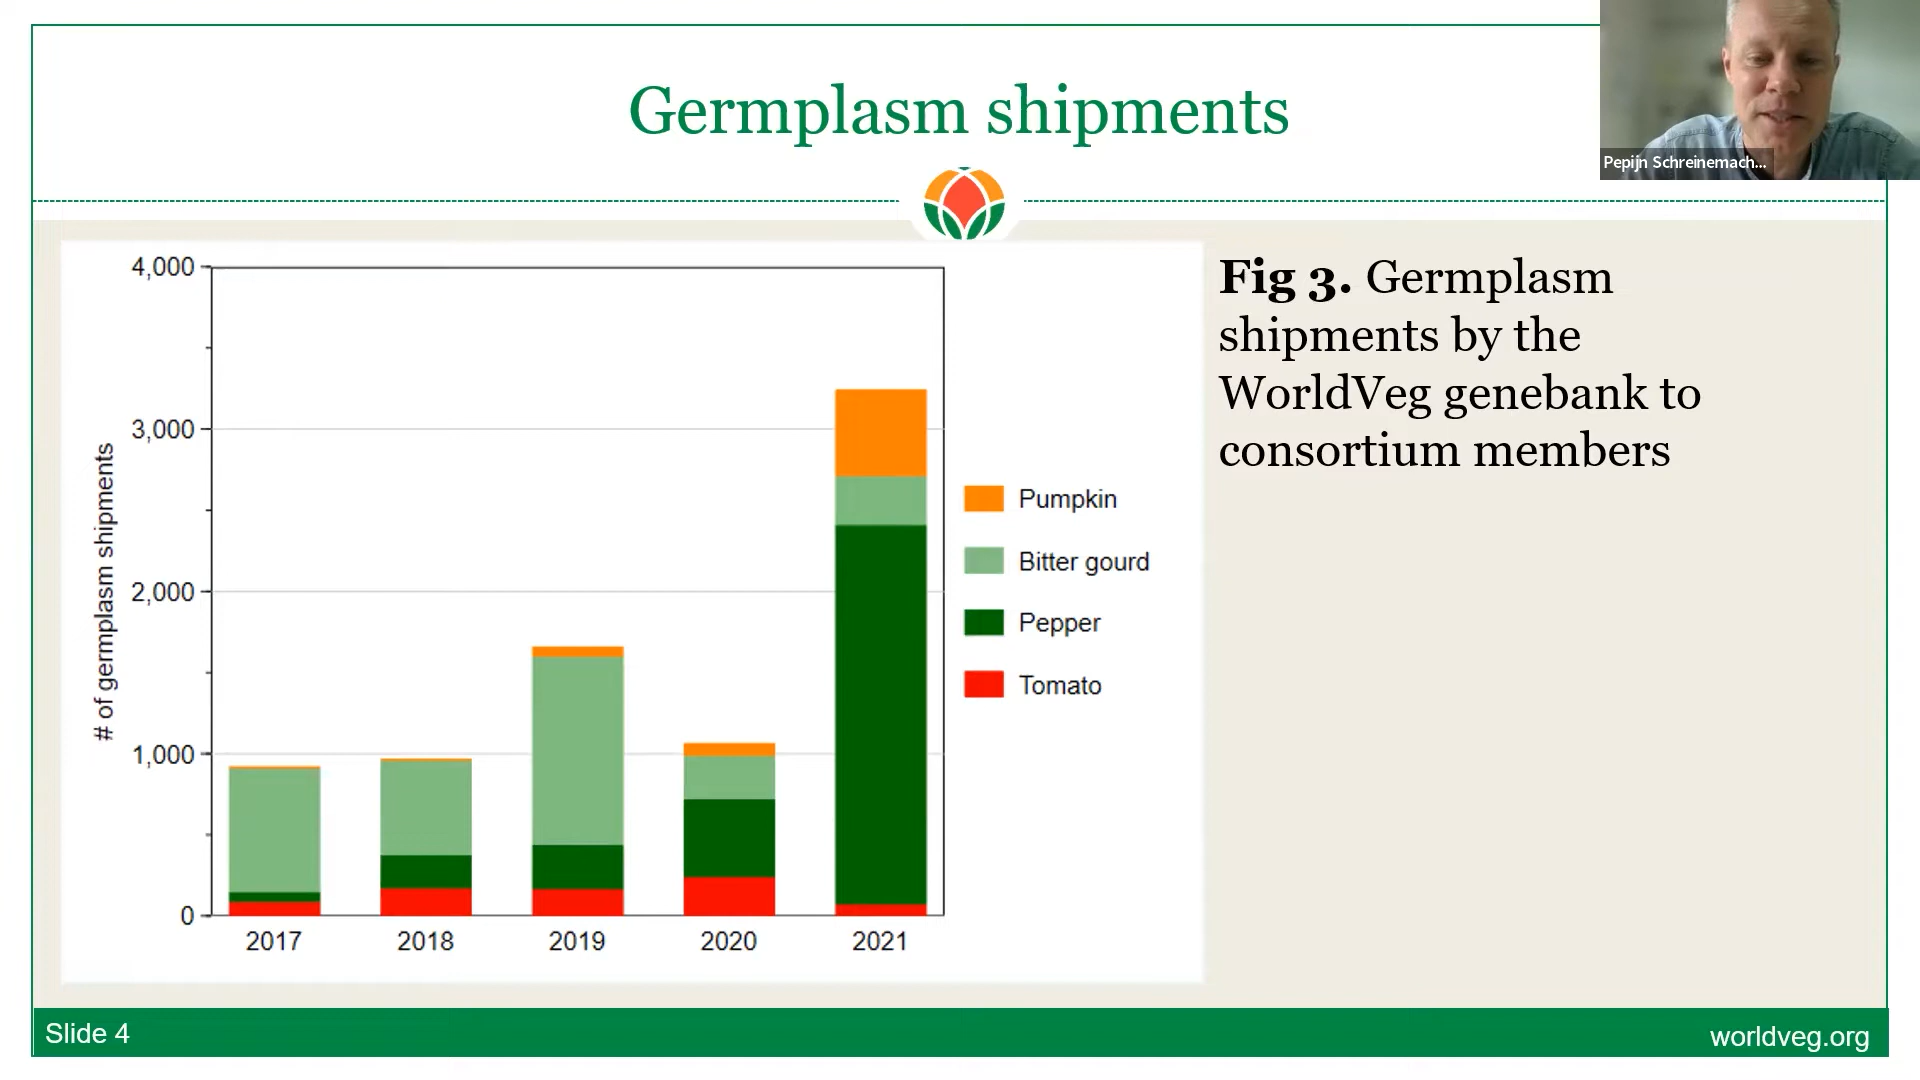 Germplasm shipments
Pepijn Schreinemach...
4,000
3,000
2,000
1,000
0
# of germplasm shipments
2017
2018
2019
2020
2021
Pumpkin
Bitter gourd
Pepper
Tomato
Fig 3. Germplasm
shipments by the
WorldVeg genebank to
consortium members
Slide 4
worldveg.org